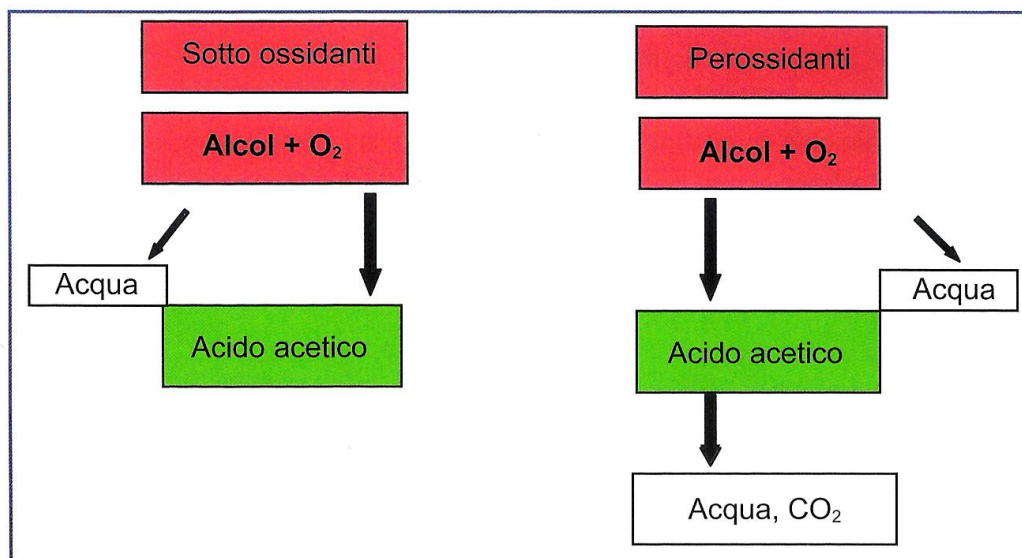 Sotto ossidanti
Alcol + O₂
Acqua
Acido acetico
Perossidanti
Alcol + O₂
Acqua
Acido acetico
Acqua, CO₂